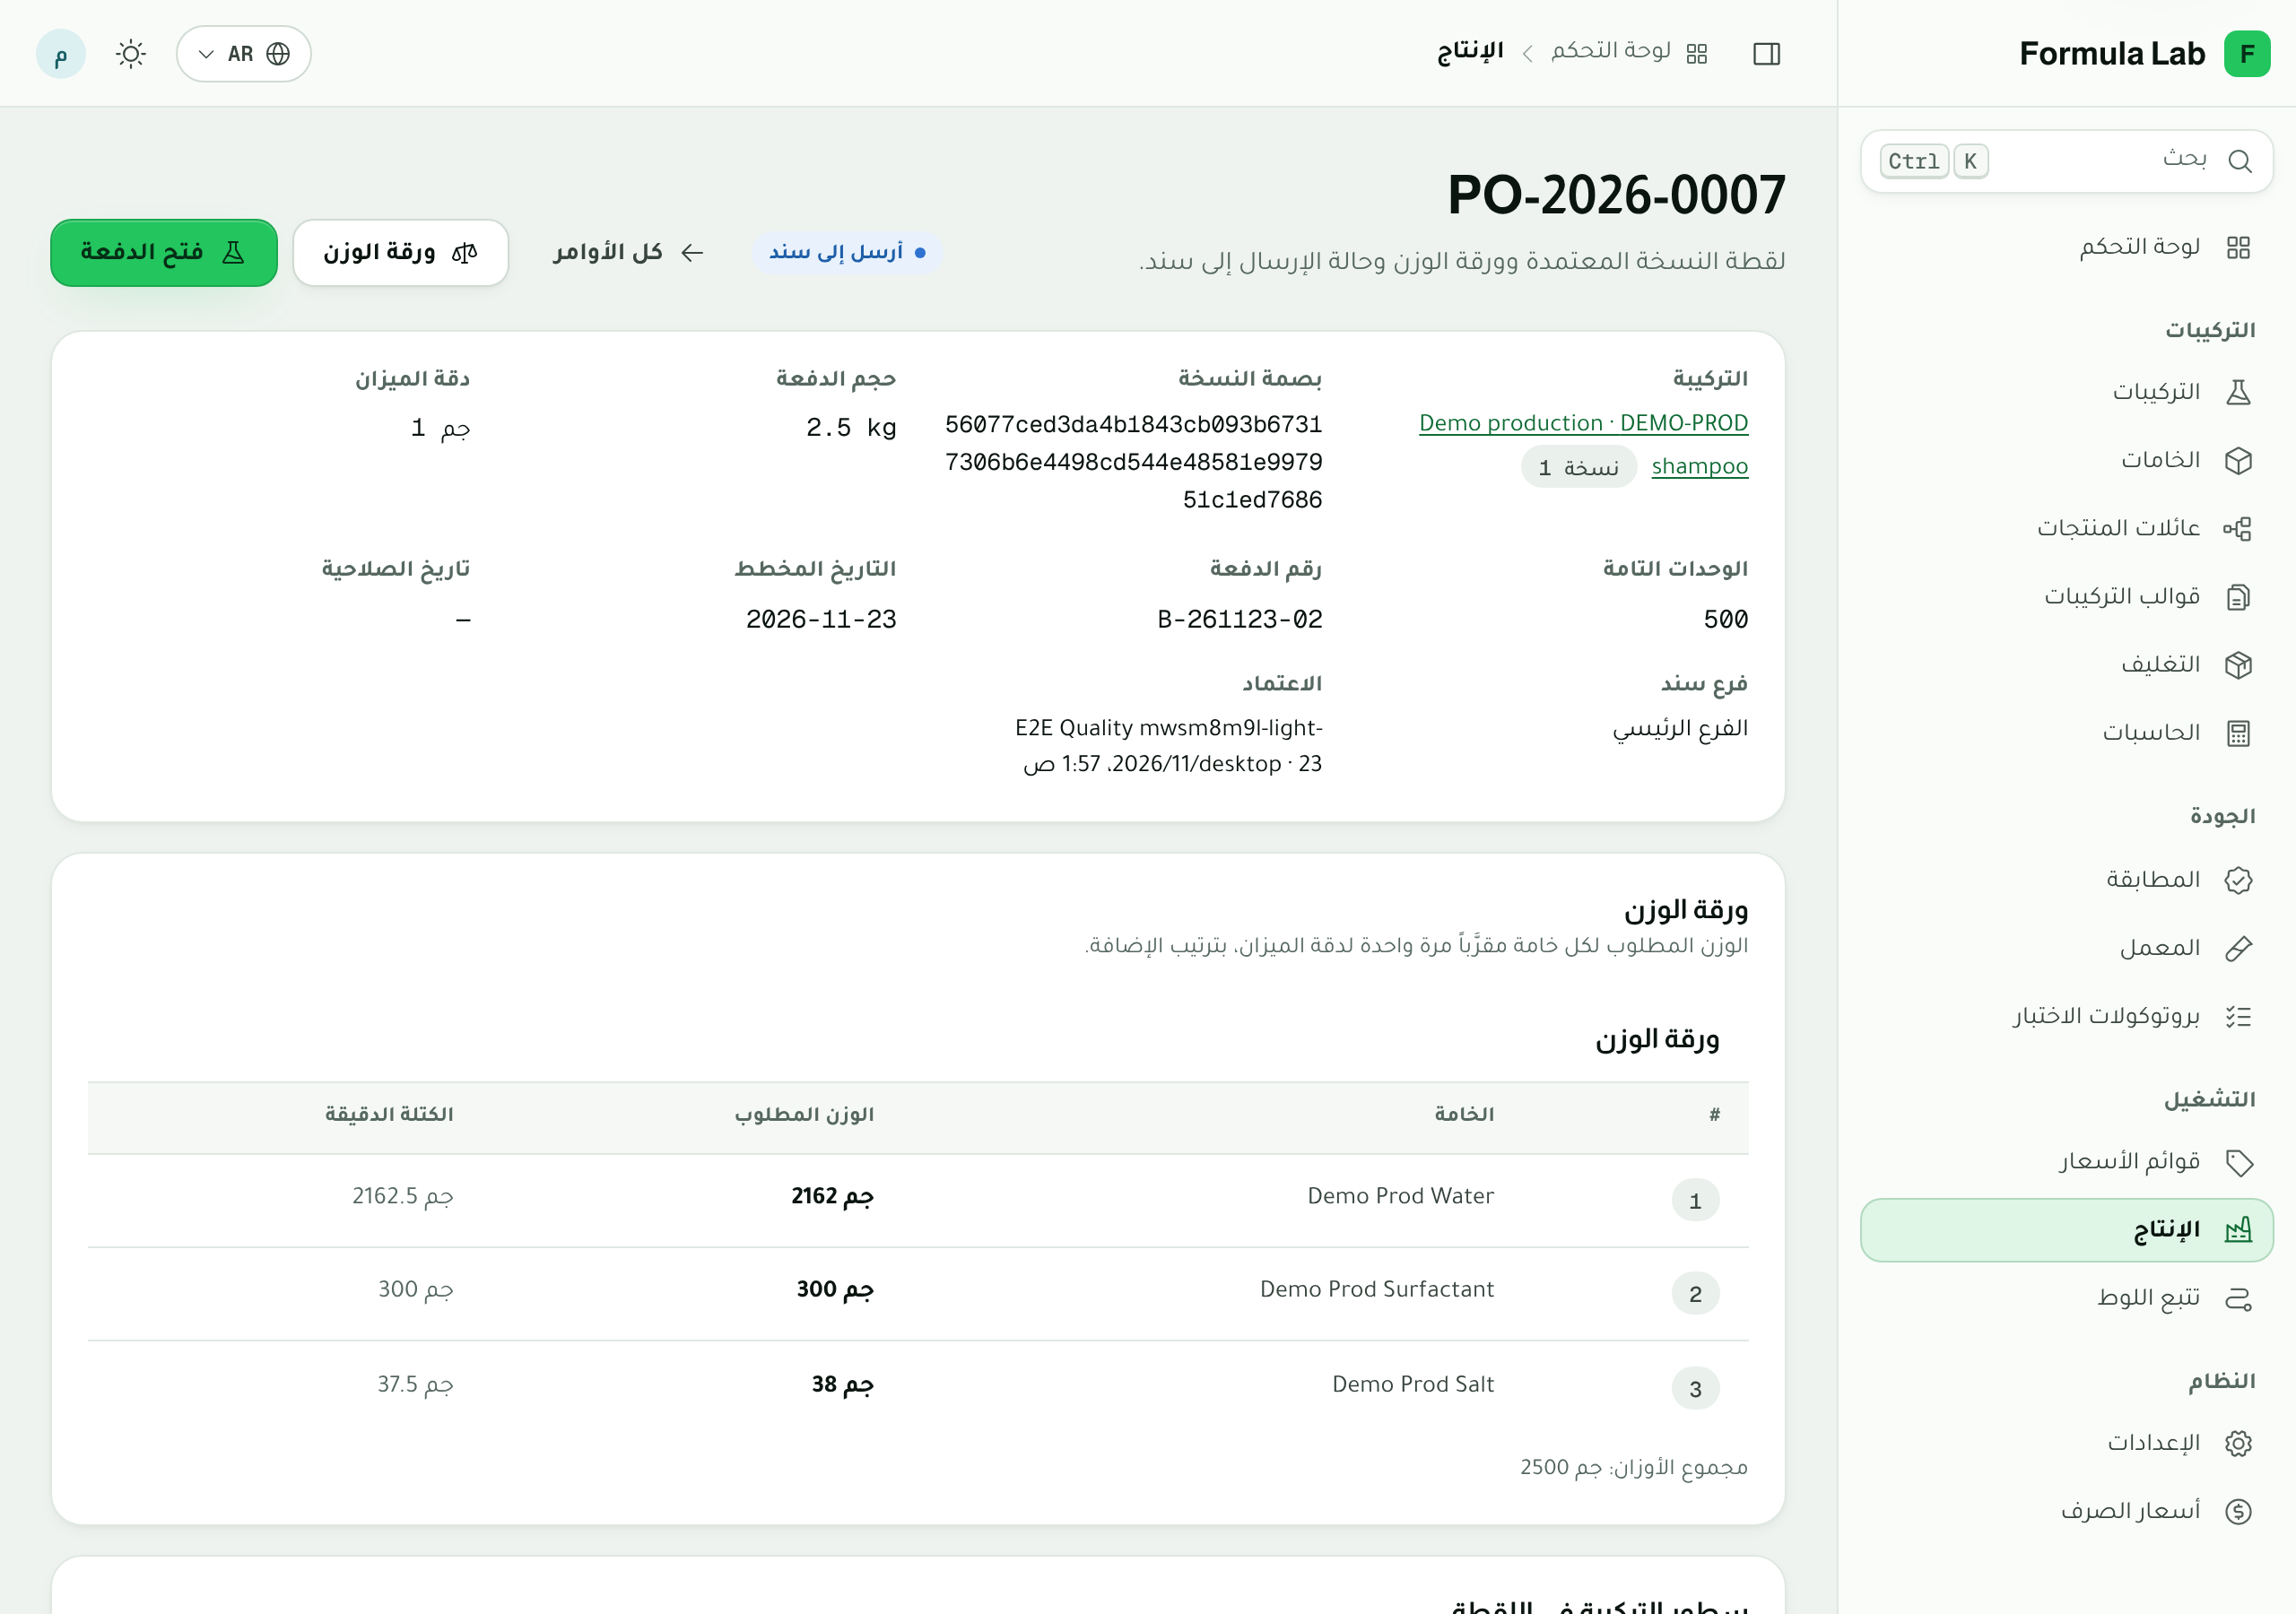 F Formula Lab
بحث
Ctrl K
لوحة التحكم
التركيبات
التركيبات
الخامات
عائلات المنتجات
قوالب التركيبات
التغليف
الحاسبات
الجودة
المطابقة
المعمل
بروتوكولات الاختبار
التشغيل
قوائم الأسعار
الإنتاج
تتبع اللوط
النظام
الإعدادات
أسعار الصرف
لوحة التحكم
الإنتاج
AR
م
PO-2026-0007
لقطة النسخة المعتمدة وورقة الوزن وحالة الإرسال إلى سند.
أرسل إلى سند
كل الأوامر
ورقة الوزن
فتح الدفعة
التركيبة
Demo production · DEMO-PROD
shampoo نسخة 1
بصمة النسخة
56077ced3da4b1843cb093b6731
7306b6e4498cd544e48581e9979
51c1ed7686
حجم الدفعة
2.5 kg
دقة الميزان
جم 1
الوحدات التامة
500
رقم الدفعة
B-261123-02
التاريخ المخطط
2026-11-23
تاريخ الصلاحية
—
فرع سند
الفرع الرئيسي
الاعتماد
E2E Quality mwsm8m9l-light-
desktop · 23/2026/11، 1:57 ص
ورقة الوزن
الوزن المطلوب لكل خامة مقرَّباً مرة واحدة لدقة الميزان، بترتيب الإضافة.
ورقة الوزن
# الخامة الوزن المطلوب الكتلة الدقيقة
1 Demo Prod Water جم 2162 جم 2162.5
2 Demo Prod Surfactant جم 300 جم 300
3 Demo Prod Salt جم 38 جم 37.5
مجموع الأوزان: جم 2500
سطور التركيبة في اللقطة